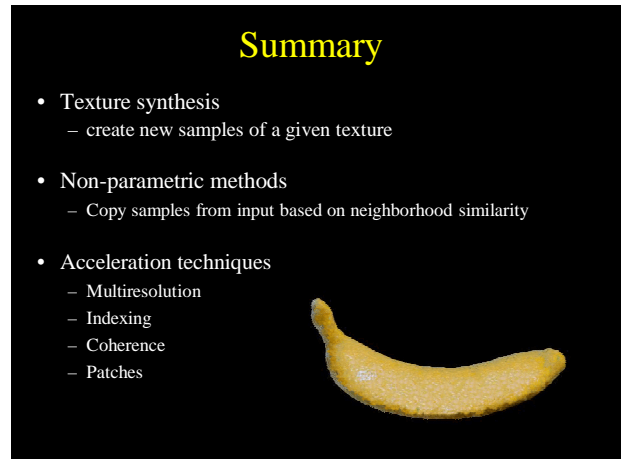 Summary
• Texture synthesis
– create new samples of a given texture
• Non-parametric methods
– Copy samples from input based on neighborhood similarity
• Acceleration techniques
– Multiresolution
– Indexing
– Coherence
– Patches